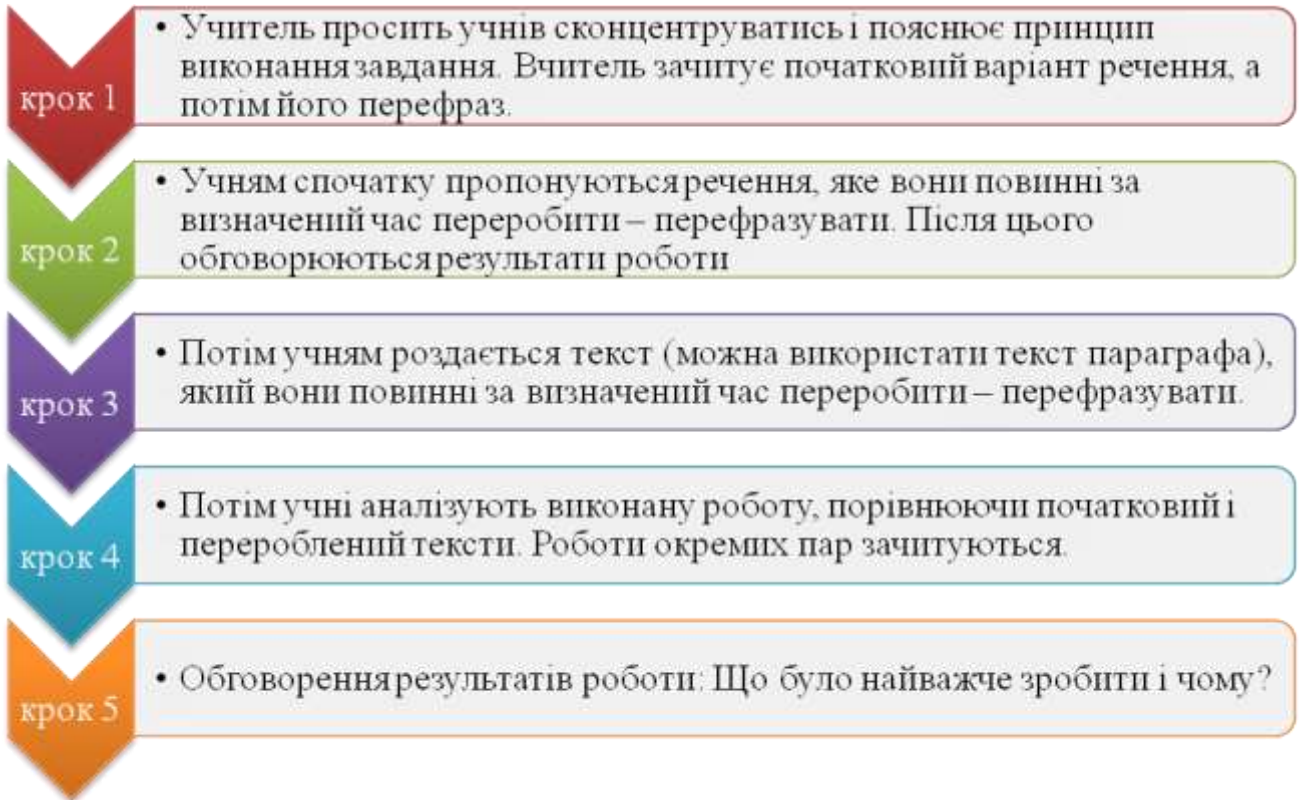 крок 1
• Учитель просить учнів сконцентруватись і пояснює принцип
виконання завдання. Вчитель зачитує початковий варіант речення, а
потім його перефраз.
крок 2
• Учням спочатку пропонуються речення, яке вони повинні за
визначений час переробити – перефразувати. Після цього
обговорюються результати роботи
крок 3
• Потім учням роздається текст (можна використати текст параграфа),
який вони повинні за визначений час переробити – перефразувати.
крок 4
• Потім учні аналізують виконану роботу, порівнюючи початковий і
перероблений тексти. Роботи окремих пар зачитуються.
крок 5
• Обговорення результатів роботи: Що було найважче зробити і чому?